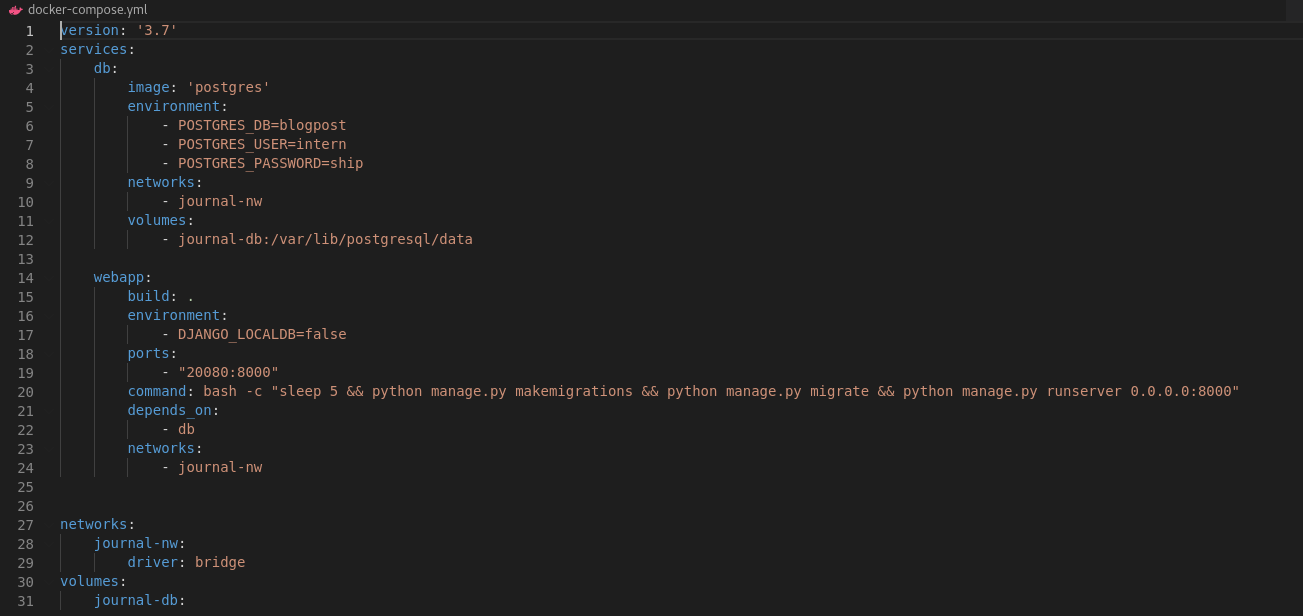 docker-compose.yml
1 version: '3.7'
2 services:
3     db:
4         image: 'postgres'
5         environment:
6             - POSTGRES_DB=blogpost
7             - POSTGRES_USER=intern
8             - POSTGRES_PASSWORD=ship
9         networks:
10             - journal-nw
11         volumes:
12             - journal-db:/var/lib/postgresql/data
13
14     webapp:
15         build: .
16         environment:
17             - DJANGO_LOCALDB=false
18         ports:
19             - "20080:8000"
20         command: bash -c "sleep 5 && python manage.py makemigrations && python manage.py migrate && python manage.py runserver 0.0.0.0:8000"
21         depends_on:
22             - db
23         networks:
24             - journal-nw
25
26
27 networks:
28     journal-nw:
29         driver: bridge
30 volumes:
31     journal-db: